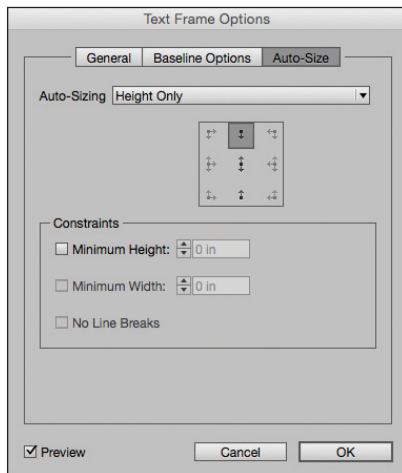 Text Frame Options
General Baseline Options Auto-Size
Auto-Sizing Height Only
Constraints
Minimum Height: 0 in
Minimum Width: 0 in
No Line Breaks
Preview Cancel OK